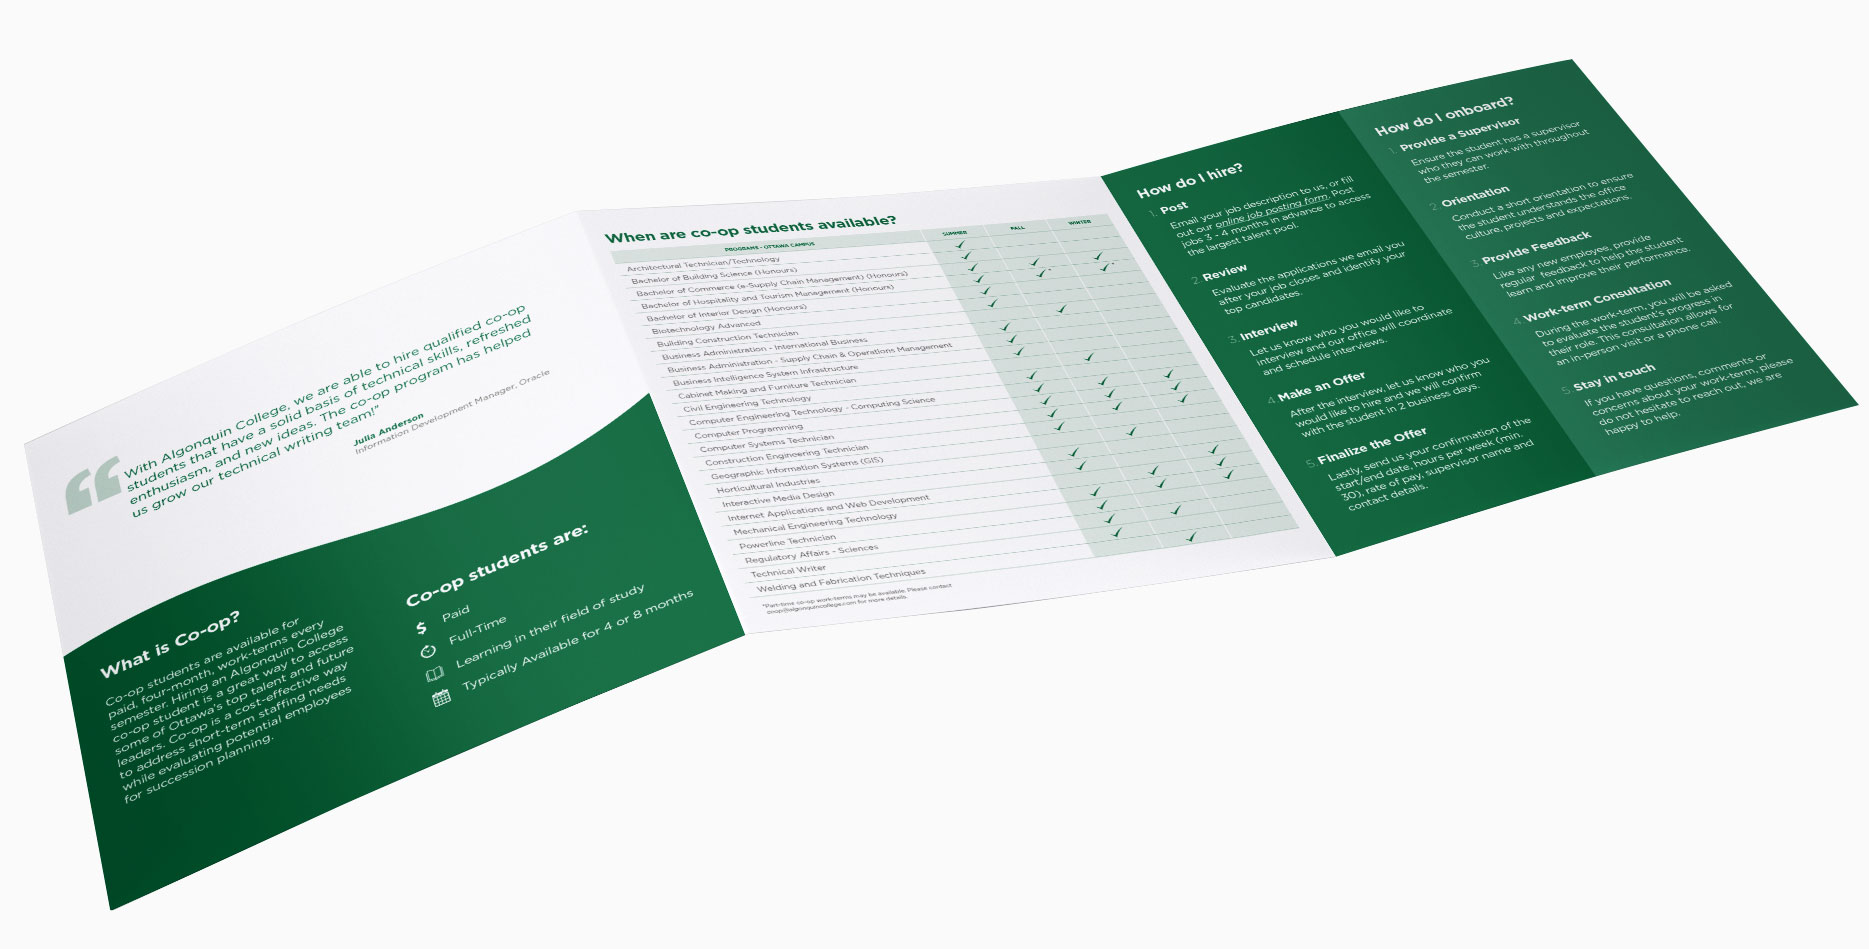 “
With Algonquin College, we are able to hire qualified co-op
students that have a solid basis of technical skills, refreshed
enthusiasm, and new ideas. The co-op program has helped
us grow our technical writing team!”
Julia Anderson
Information Development Manager, Oracle
What is Co-op?
Co-op students are available for
paid, four-month, work-terms every
semester. Hiring an Algonquin College
co-op student is a great way to access
some of Ottawa's top talent and future
leaders. Co-op is a cost-effective way
to address short-term staffing needs
while evaluating potential employees
for succession planning.
Co-op students are:
$ Paid
Full-Time
Learning in their field of study
Typically Available for 4 or 8 months
When are co-op students available?
PROGRAMS - OTTAWA CAMPUS SUMMER FALL WINTER
Architectural Technician/Technology
Bachelor of Building Science (Honours)
Bachelor of Commerce (e-Supply Chain Management) (Honours)
Bachelor of Hospitality and Tourism Management (Honours)
Bachelor of Interior Design (Honours)
Biotechnology Advanced
Building Construction Technician
Business Administration - International Business
Business Administration - Supply Chain & Operations Management
Business Intelligence System Infrastructure
Cabinet Making and Furniture Technician
Civil Engineering Technology
Computer Engineering Technology - Computing Science
Computer Programming
Computer Systems Technician
Construction Engineering Technician
Geographic Information Systems (GIS)
Horticultural Industries
Interactive Media Design
Internet Applications and Web Development
Mechanical Engineering Technology
Powerline Technician
Regulatory Affairs - Sciences
Technical Writer
Welding and Fabrication Techniques
*Part-time co-op work-terms may be available. Please contact
coop@algonquincollege.com for more details.
How do I hire?
1. Post
Email your job description to us, or fill
out our online job posting form. Post
jobs 3 - 4 months in advance to access
the largest talent pool.
2. Review
Evaluate the applications we email you
after your job closes and identify your
top candidates.
3. Interview
Let us know who you would like to
interview and our office will coordinate
and schedule interviews.
4. Make an Offer
After the interview, let us know who you
would like to hire and we will confirm
with the student in 2 business days.
5. Finalize the Offer
Lastly, send us your confirmation of the
start/end date, hours per week (min.
30), rate of pay, supervisor name and
contact details.
How do I onboard?
1. Provide a Supervisor
Ensure the student has a supervisor
who they can work with throughout
the semester.
2. Orientation
Conduct a short orientation to ensure
the student understands the office
culture, projects and expectations.
3. Provide Feedback
Like any new employee, provide
regular feedback to help the student
learn and improve their performance.
4. Work-term Consultation
During the work-term, you will be asked
to evaluate the student's progress in
their role. This consultation allows for
an in-person visit or a phone call.
5. Stay in touch
If you have questions, comments or
concerns about your work-term, please
do not hesitate to reach out, we are
happy to help.